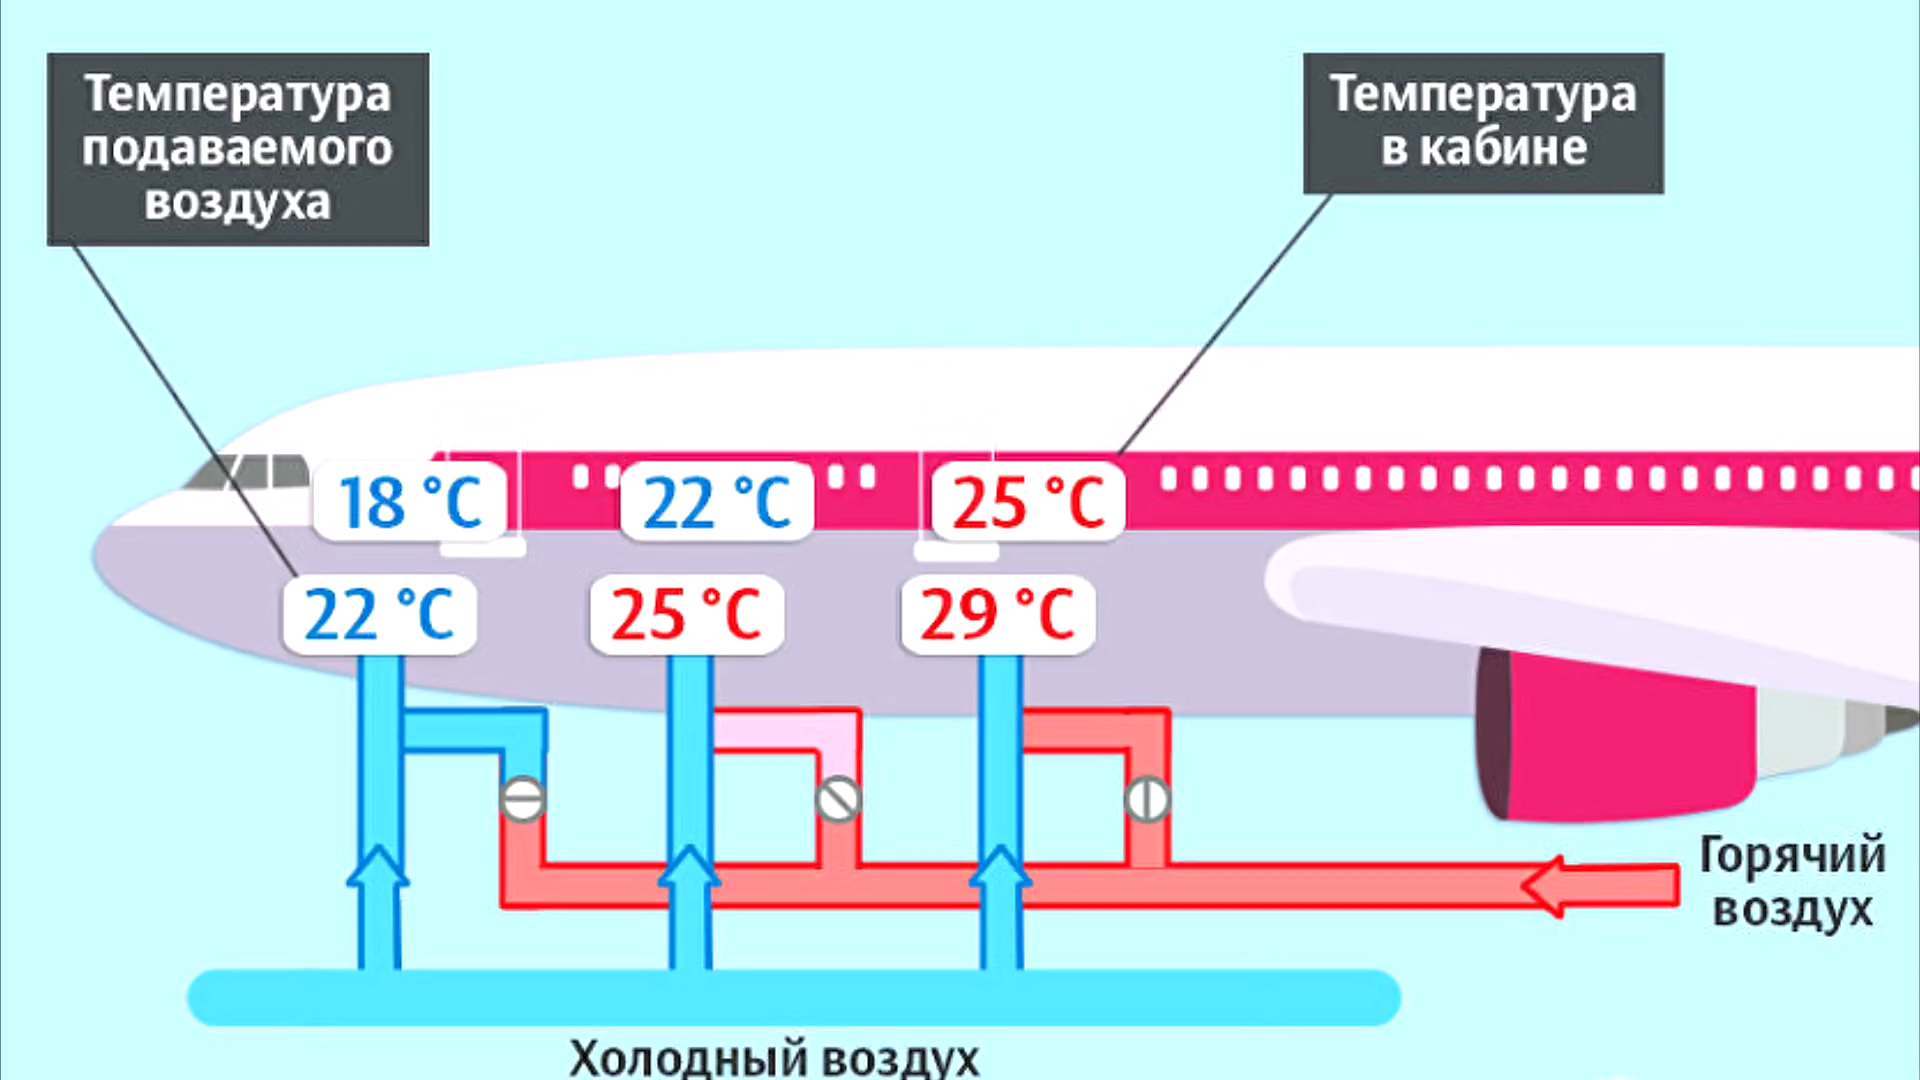 Температура
подаваемого
воздуха
Температура
в кабине
18 °C
22 °C
25 °C
22 °C
25 °C
29 °C
Горячий
воздух
Холодный воздух